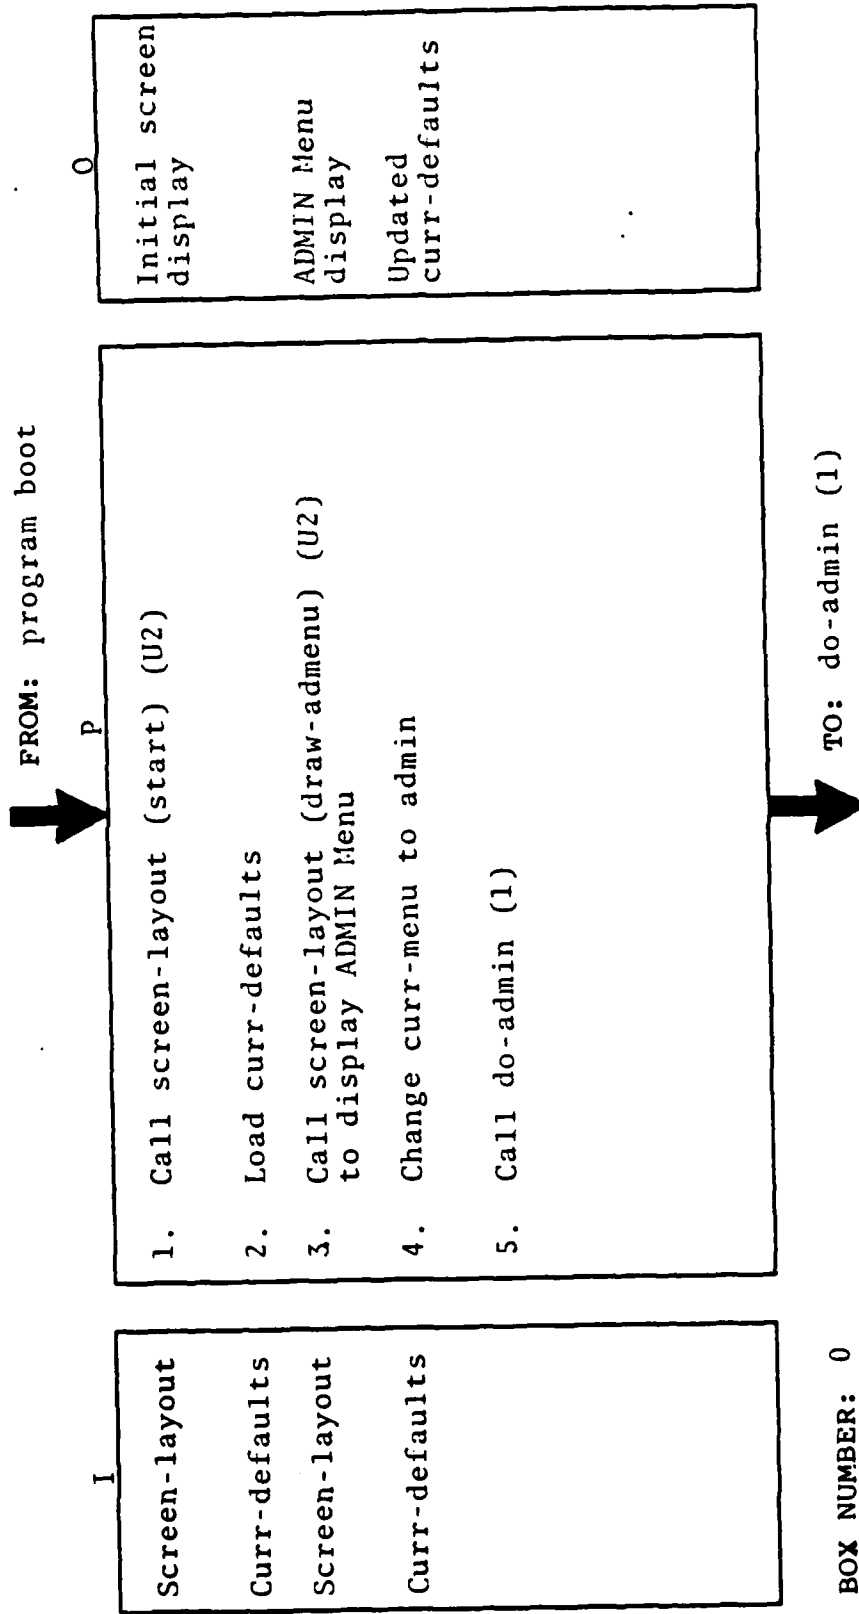 FROM: program boot
I
Screen-layout
Curr-defaults
Screen-layout
Curr-defaults
P
1. Call screen-layout (start) (U2)
2. Load curr-defaults
3. Call screen-layout (draw-admenu) (U2)
to display ADMIN Menu
4. Change curr-menu to admin
5. Call do-admin (1)
O
Initial screen
display
ADMIN Menu
display
Updated
curr-defaults
BOX NUMBER: 0
TO: do-admin (1)